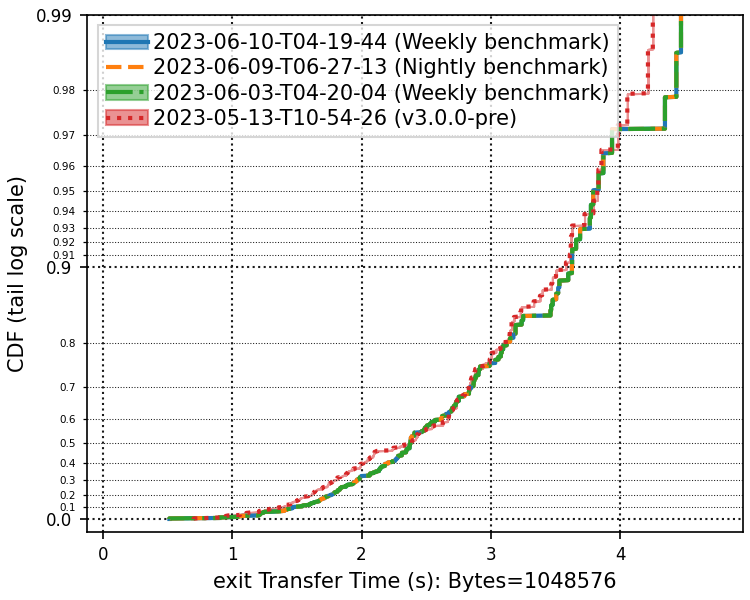 0.99
2023-06-10-T04-19-44 (Weekly benchmark)
2023-06-09-T06-27-13 (Nightly benchmark)
2023-06-03-T04-20-04 (Weekly benchmark)
2023-05-13-T10-54-26 (v3.0.0-pre)
0.98
0.97
0.96
0.95
0.94
0.93
0.92
0.91
0.9
0.8
0.7
0.6
0.5
0.4
0.3
0.2
0.1
0.0
CDF (tail log scale)
0 1 2 3 4
exit Transfer Time (s): Bytes=1048576